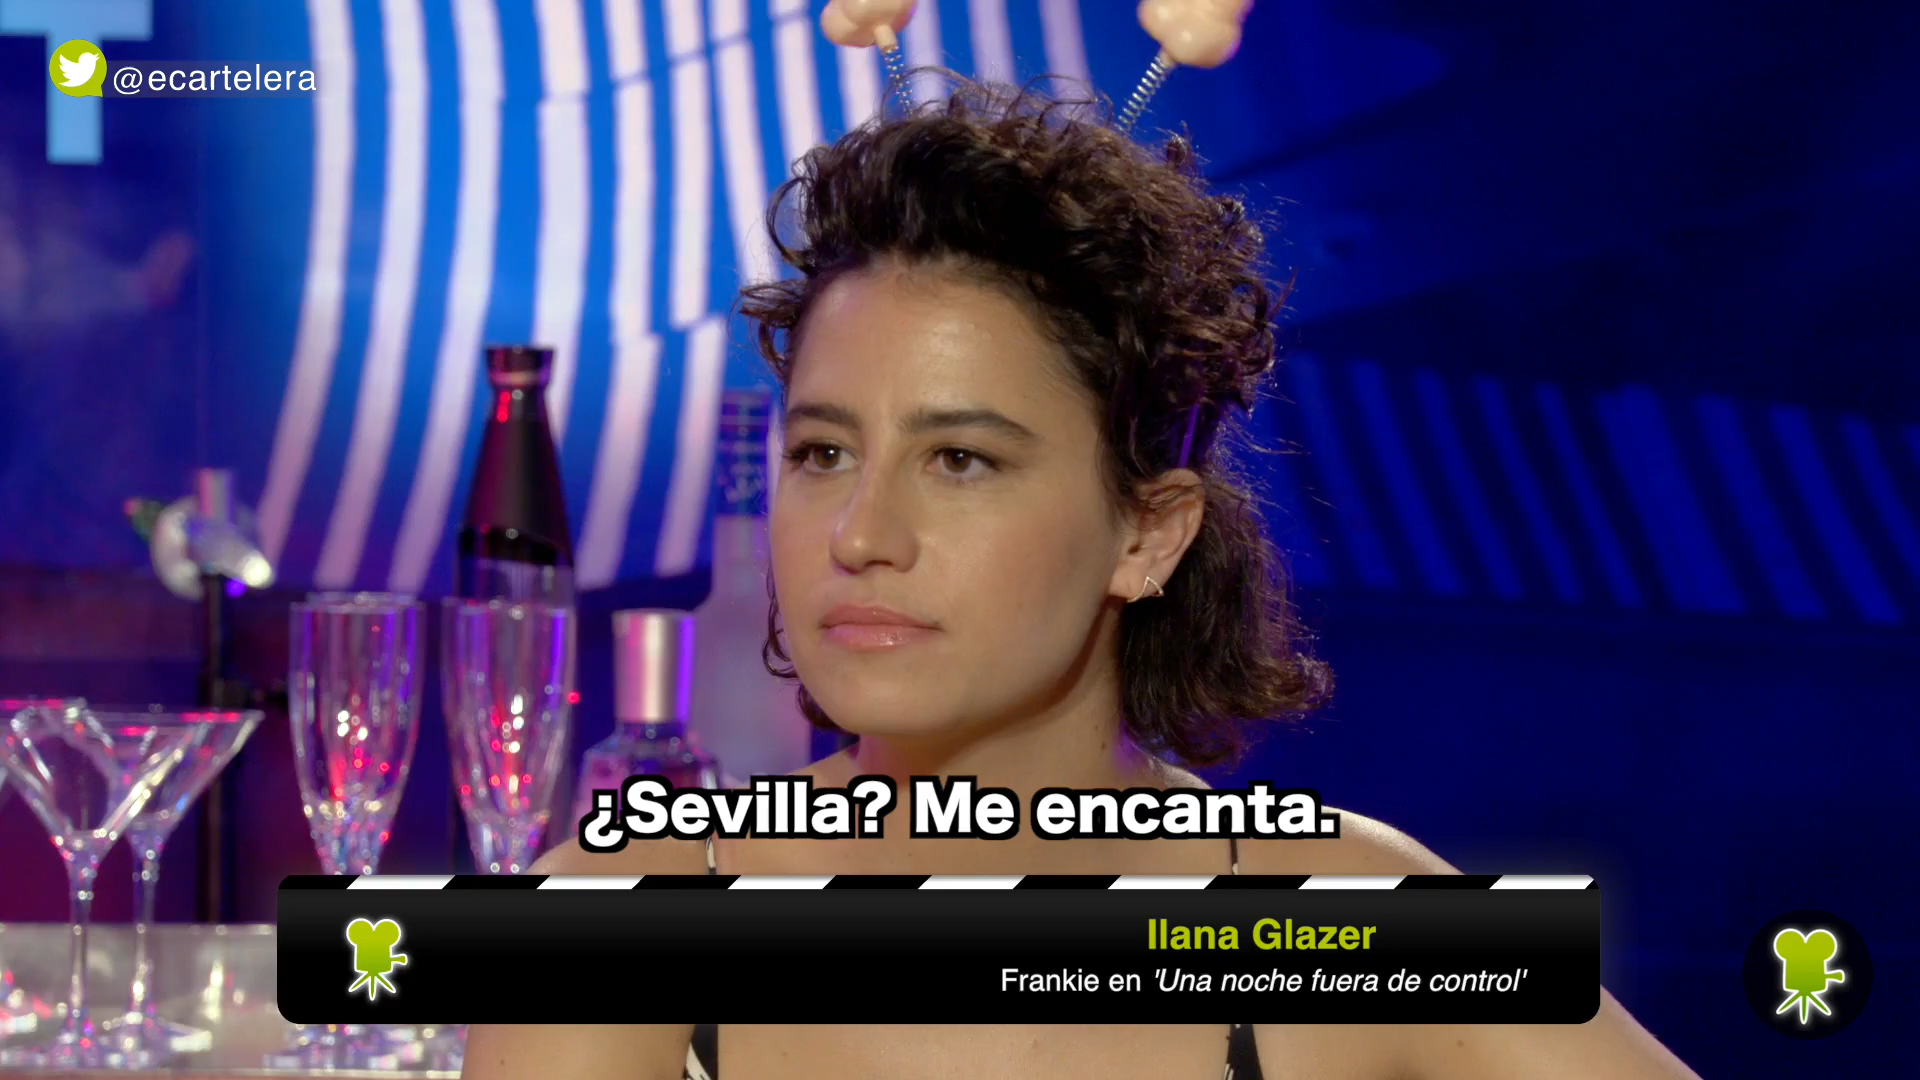 @ecartelera
¿Sevilla? Me encanta.
Ilana Glazer
Frankie en 'Una noche fuera de control'